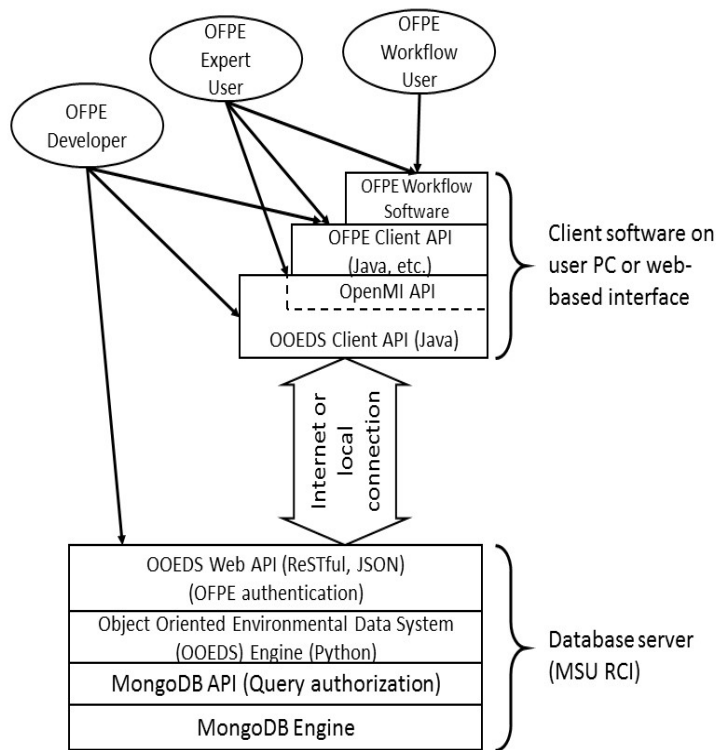 OFPE
Workflow
User
OFPE
Expert
User
OFPE
Developer
OFPE Workflow
Software
OFPE Client API
(Java, etc.)
OpenMI API
OOEDS Client API (Java)
Client software on
user PC or web-
based interface
Internet or
local
connection
OOEDS Web API (ReSTful, JSON)
(OFPE authentication)
Object Oriented Environmental Data System
(OOEDS) Engine (Python)
MongoDB API (Query authorization)
MongoDB Engine
Database server
(MSU RCI)